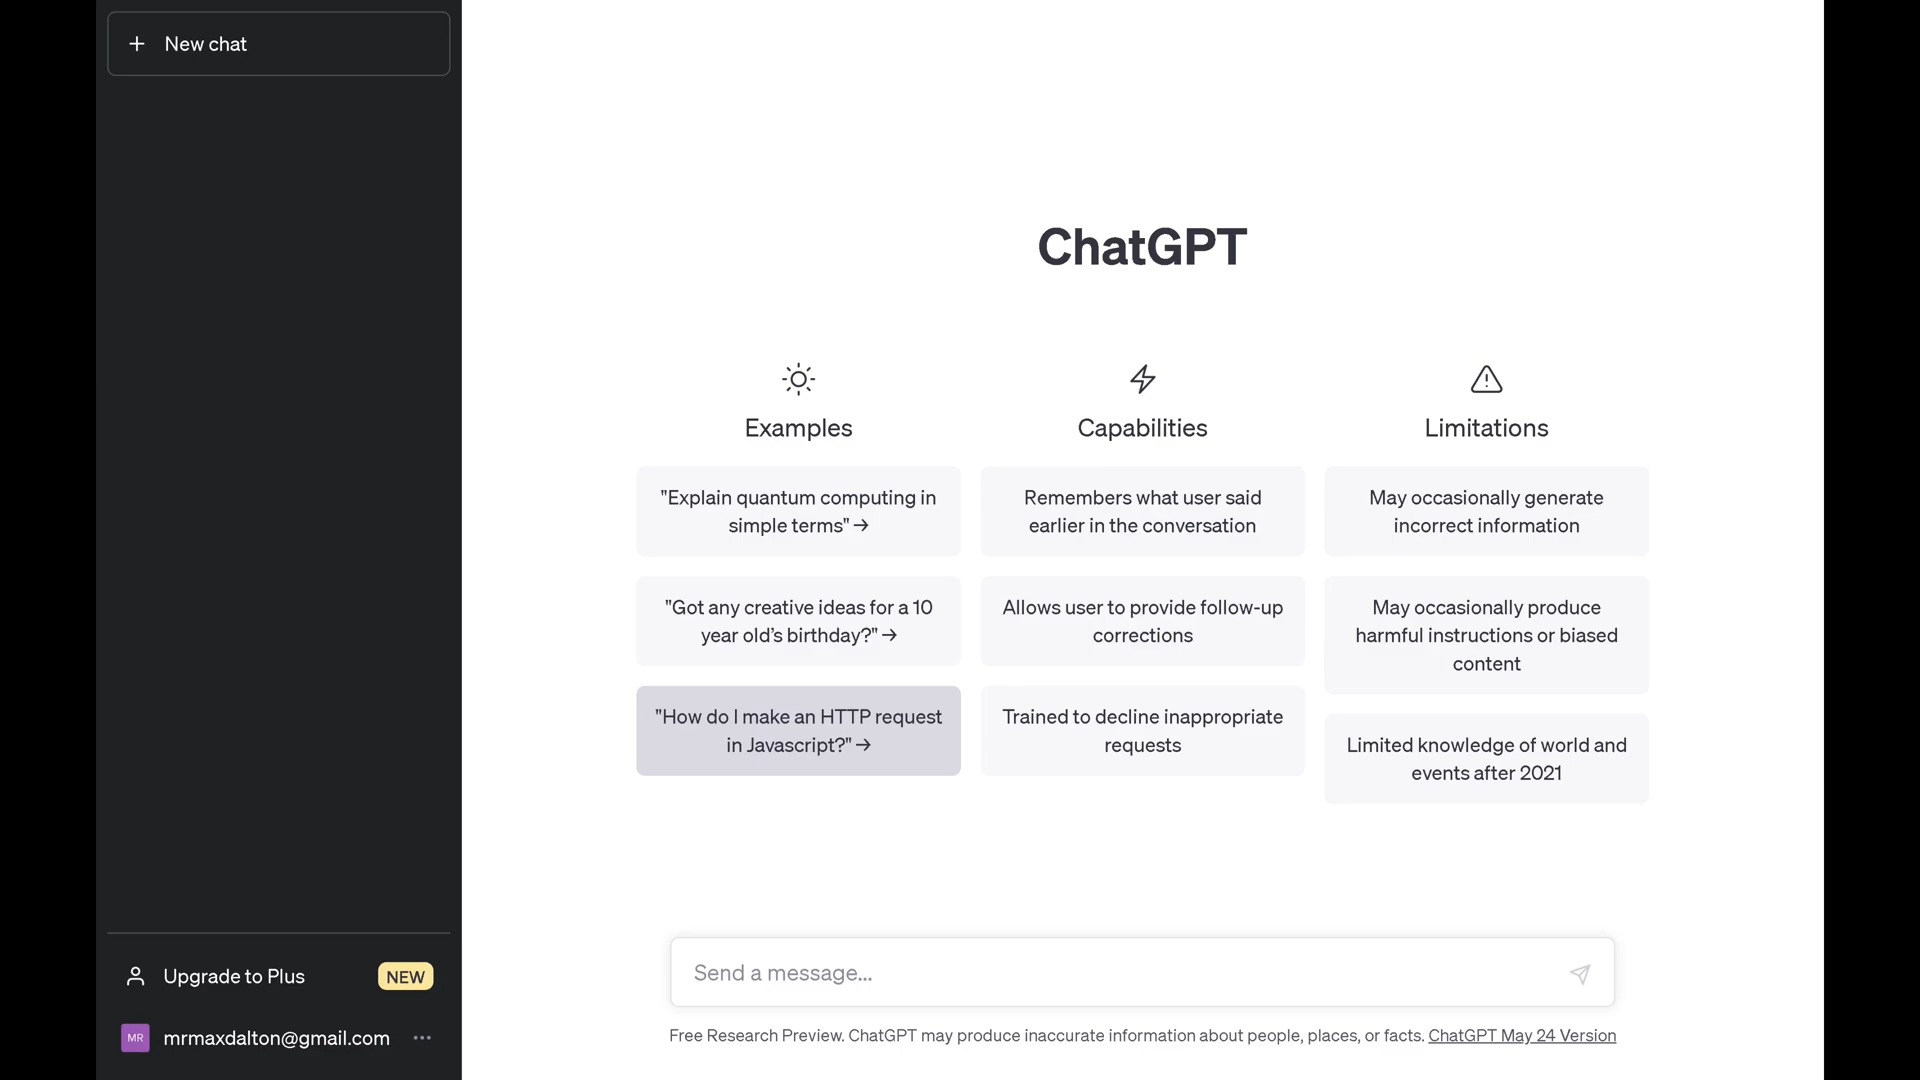 New chat
ChatGPT
Examples
"Explain quantum computing in
simple terms" →
"Got any creative ideas for a 10
year old’s birthday?" →
"How do I make an HTTP request
in Javascript?" →
Capabilities
Remembers what user said
earlier in the conversation
Allows user to provide follow-up
corrections
Trained to decline inappropriate
requests
Limitations
May occasionally generate
incorrect information
May occasionally produce
harmful instructions or biased
content
Limited knowledge of world and
events after 2021
Upgrade to Plus NEW
MR mrmaxdalton@gmail.com
Send a message...
Free Research Preview. ChatGPT may produce inaccurate information about people, places, or facts. ChatGPT May 24 Version